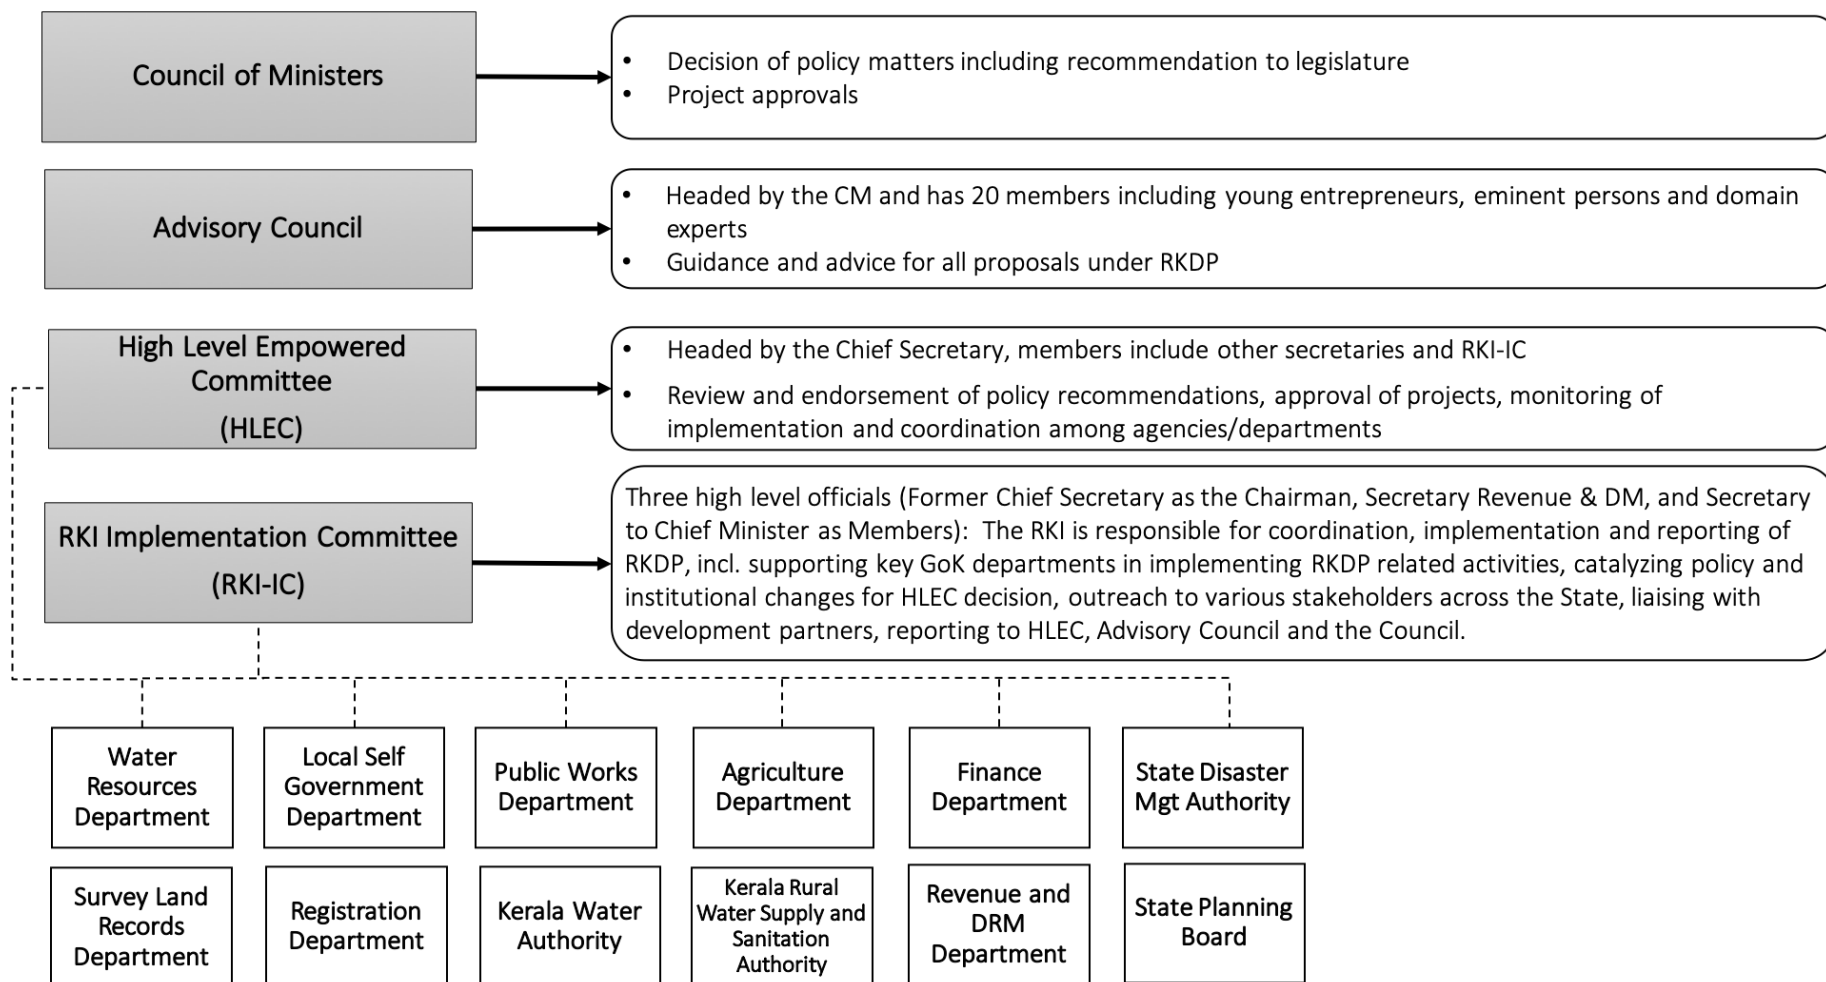 Council of Ministers
• Decision of policy matters including recommendation to legislature
• Project approvals
Advisory Council
• Headed by the CM and has 20 members including young entrepreneurs, eminent persons and domain
experts
• Guidance and advice for all proposals under RKDP
High Level Empowered
Committee
(HLEC)
• Headed by the Chief Secretary, members include other secretaries and RKI-IC
• Review and endorsement of policy recommendations, approval of projects, monitoring of
implementation and coordination among agencies/departments
RKI Implementation Committee
(RKI-IC)
Three high level officials (Former Chief Secretary as the Chairman, Secretary Revenue & DM, and Secretary
to Chief Minister as Members): The RKI is responsible for coordination, implementation and reporting of
RKDP, incl. supporting key GoK departments in implementing RKDP related activities, catalyzing policy and
institutional changes for HLEC decision, outreach to various stakeholders across the State, liaising with
development partners, reporting to HLEC, Advisory Council and the Council.
Water
Resources
Department
Local Self
Government
Department
Public Works
Department
Agriculture
Department
Finance
Department
State Disaster
Mgt Authority
Survey Land
Records
Department
Registration
Department
Kerala Water
Authority
Kerala Rural
Water Supply and
Sanitation
Authority
Revenue and
DRM
Department
State Planning
Board